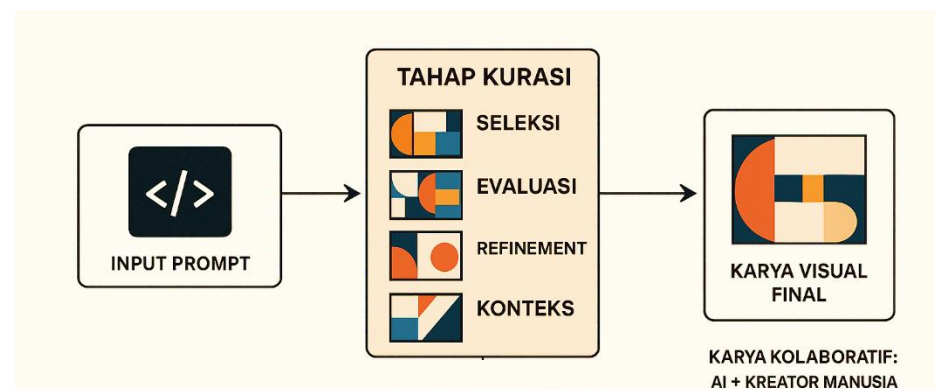 INPUT PROMPT
TAHAP KURASI
SELEKSI
EVALUASI
REFINEMENT
KONTEKS
KARYA VISUAL
FINAL
KARYA KOLABORATIF:
AI + KREATOR MANUSIA